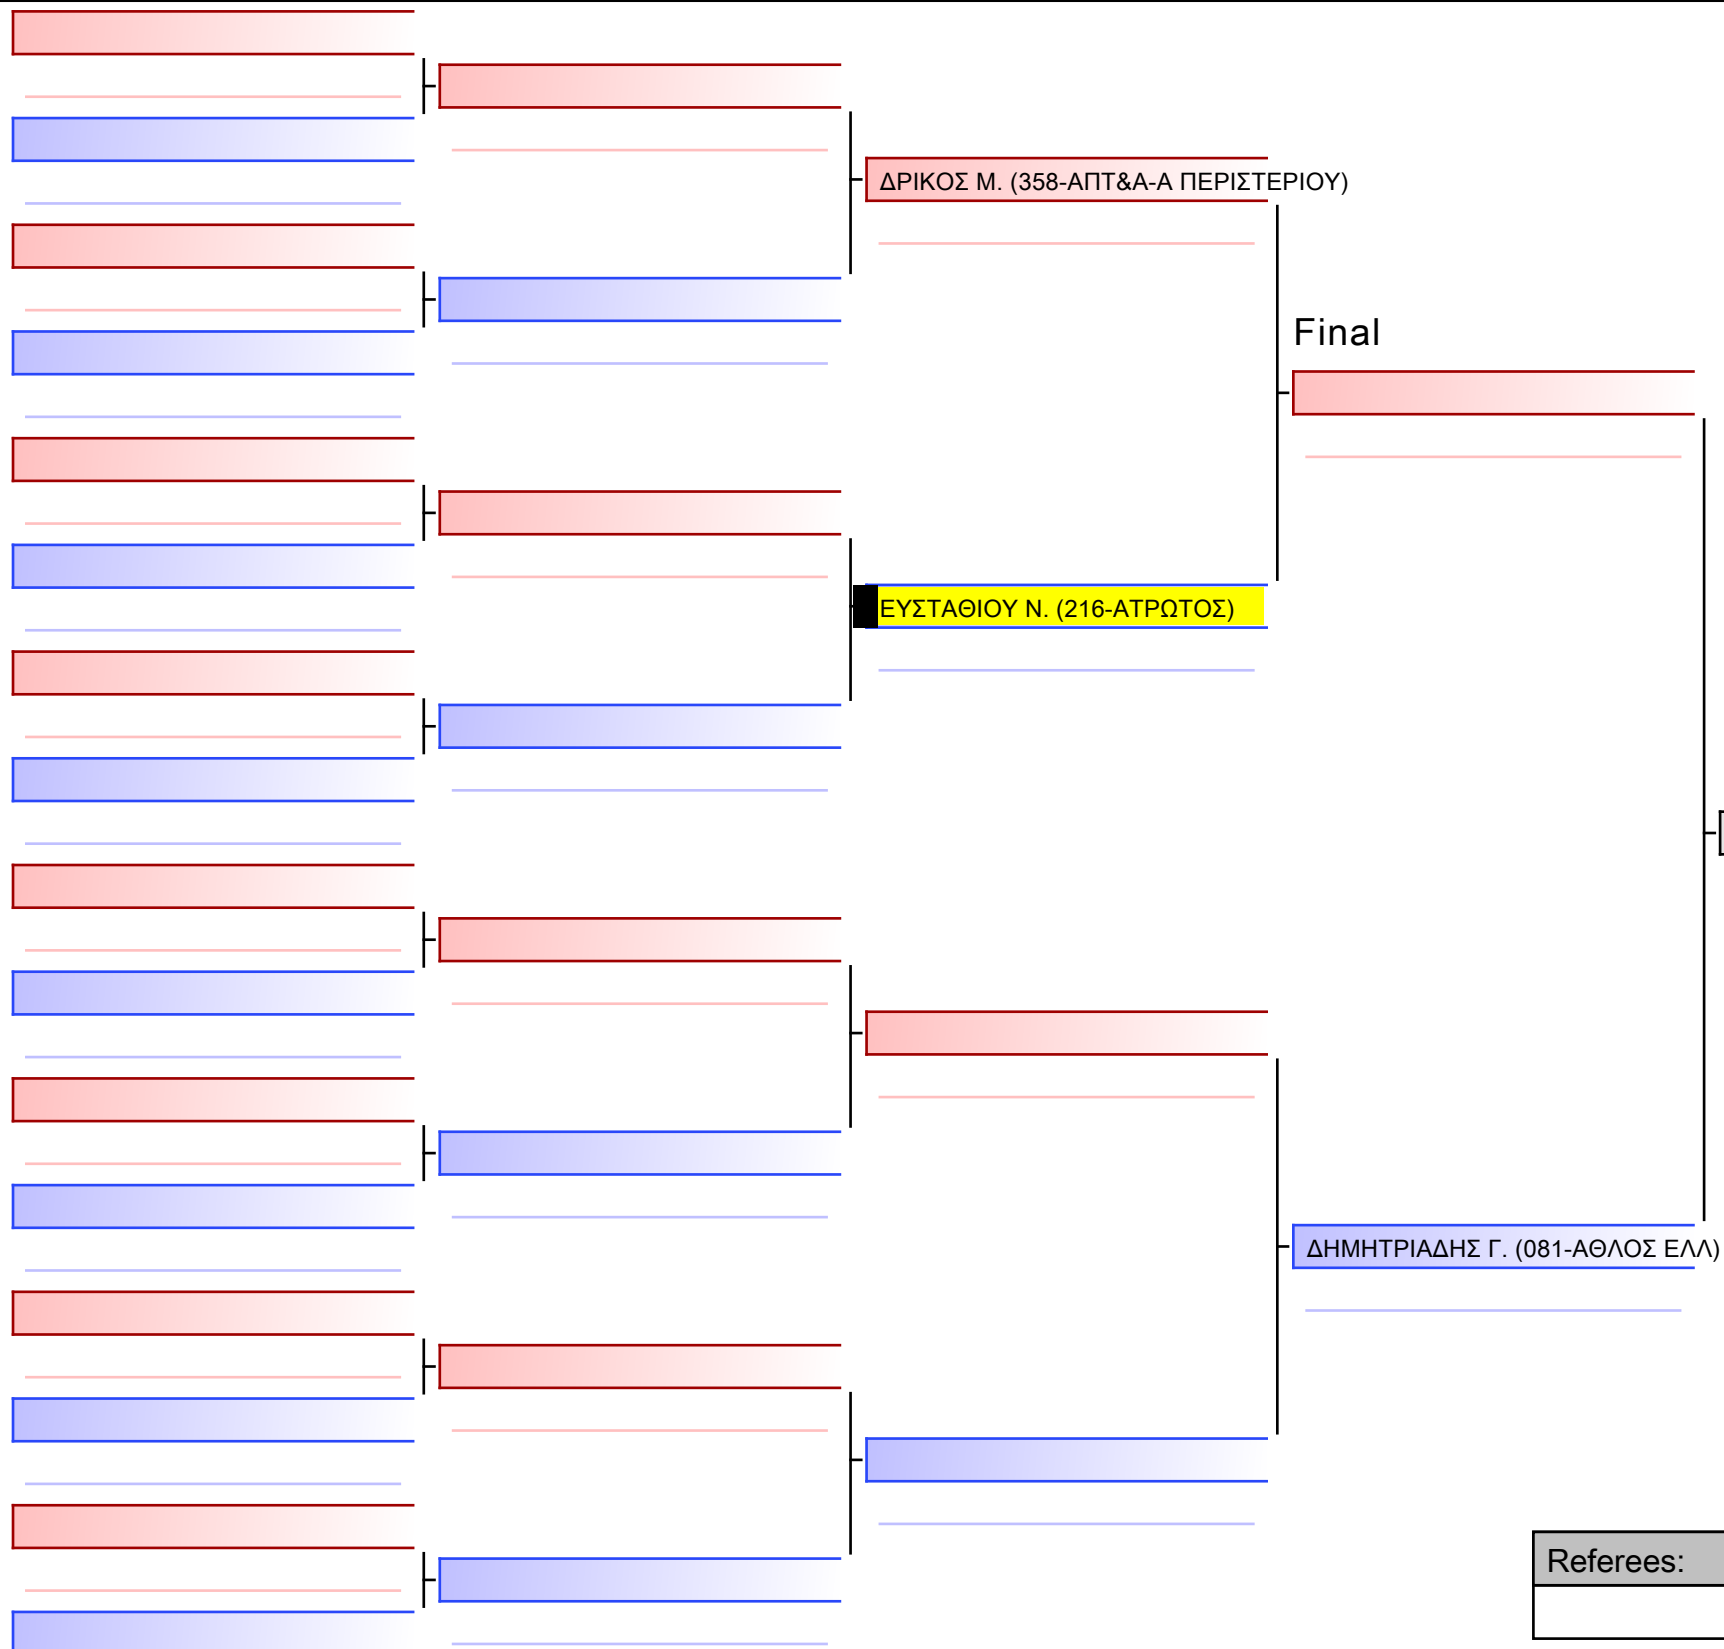 ΔΡΙΚΟΣ Μ. (358-ΑΠΤ&Α-Α ΠΕΡΙΣΤΕΡΙΟΥ)
Final
ΕΥΣΤΑΘΙΟΥ Ν. (216-ΑΤΡΩΤΟΣ)
ΔΗΜΗΤΡΙΑΔΗΣ Γ. (081-ΑΘΛΟΣ ΕΛΛ)
Referees: